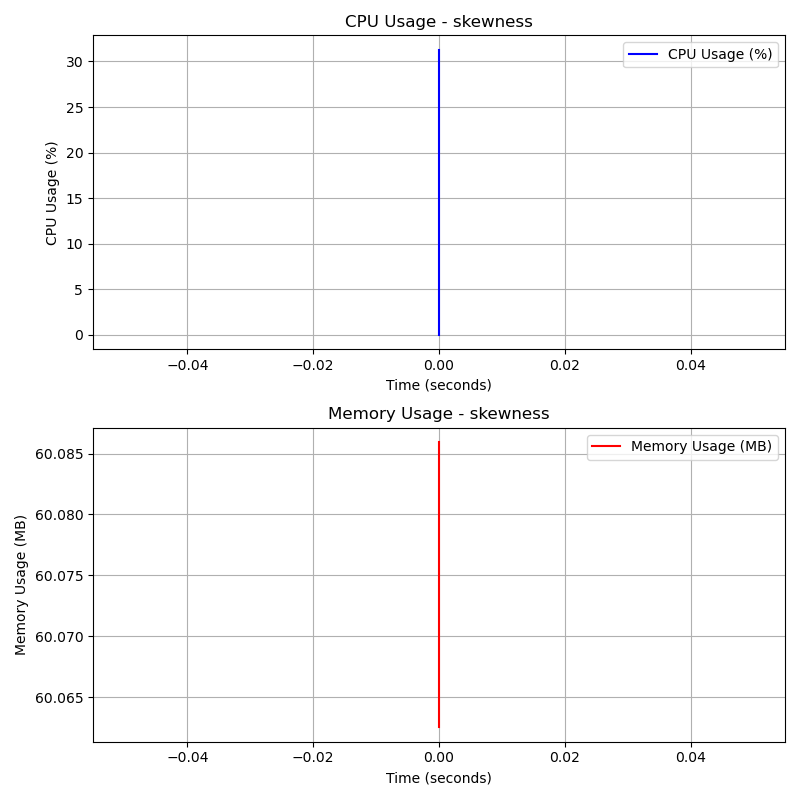 CPU Usage - skewness
CPU Usage (%)
30
25
20
15
10
5
0
CPU Usage (%)
−0.04 −0.02 0.00 0.02 0.04
Time (seconds)
Memory Usage - skewness
Memory Usage (MB)
60.085
60.080
60.075
60.070
60.065
Memory Usage (MB)
−0.04 −0.02 0.00 0.02 0.04
Time (seconds)